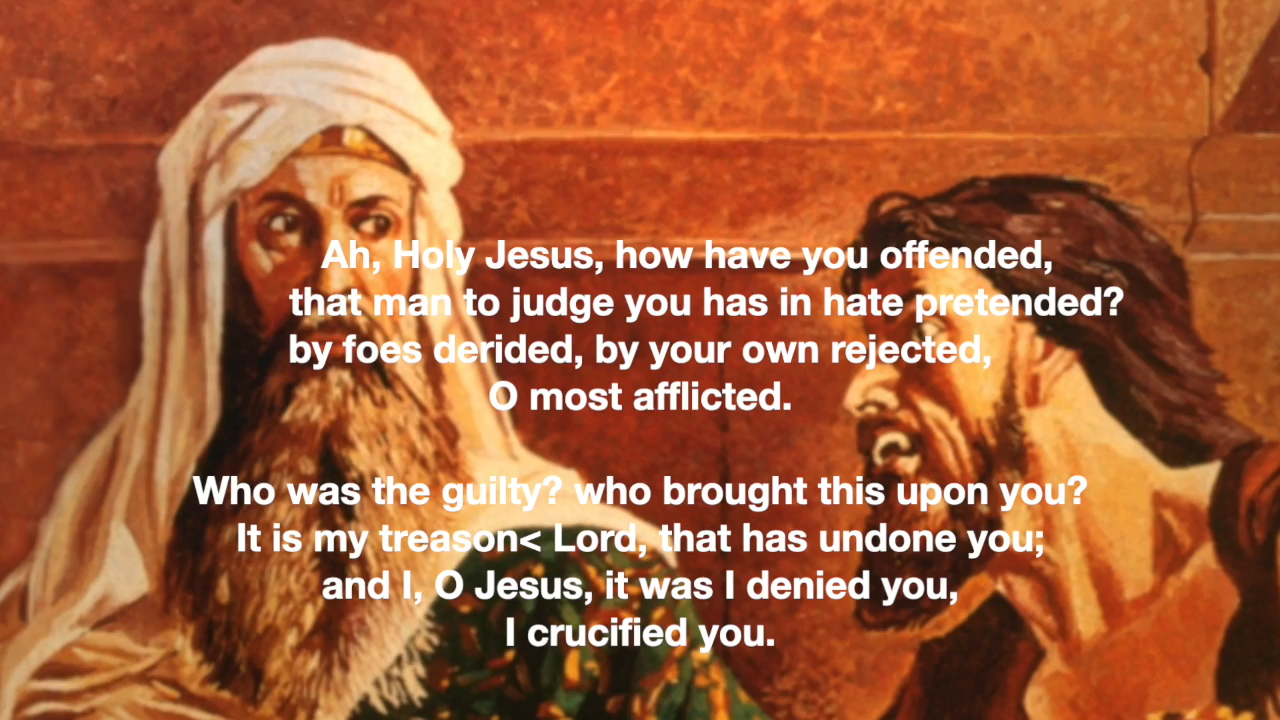 Ah, Holy Jesus, how have you offended,
that man to judge you has in hate pretended?
by foes derided, by your own rejected,
O most afflicted.
Who was the guilty? who brought this upon you?
It is my treason< Lord, that has undone you;
and I, O Jesus, it was I denied you,
I crucified you.